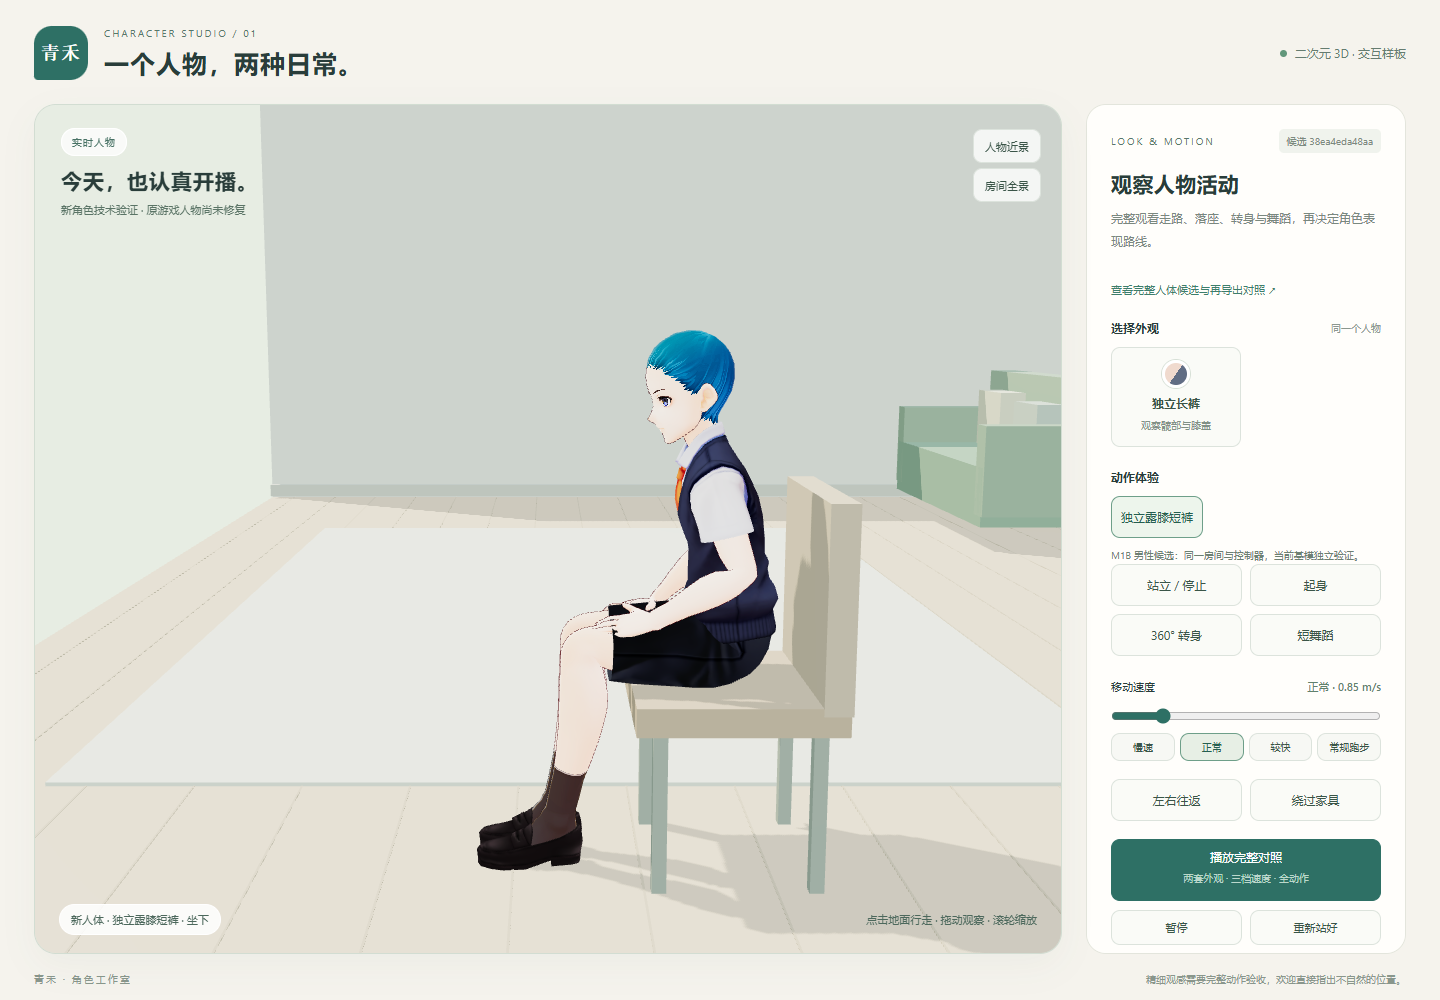 青禾
CHARACTER STUDIO / 01
一个人物，两种日常。
二次元 3D · 交互样板
实时人物
今天，也认真开播。
新角色技术验证 · 原游戏人物尚未修复
人物近景
房间全景
新人体 · 独立露膝短裤 · 坐下
点击地面行走 · 拖动观察 · 滚轮缩放
LOOK & MOTION
候选 38ea4eda48aa
观察人物活动
完整观看走路、落座、转身与舞蹈，再决定角色表
现路线。
查看完整人体候选与再导出对照 ↗
选择外观
同一个人物
独立长裤
观察髋部与膝盖
动作体验
独立露膝短裤
M1B 男性候选：同一房间与控制器，当前基模独立验证。
站立 / 停止
起身
360° 转身
短舞蹈
移动速度
正常 · 0.85 m/s
慢速
正常
较快
常规跑步
左右往返
绕过家具
播放完整对照
两套外观 · 三档速度 · 全动作
暂停
重新站好
青禾 · 角色工作室
精细观感需要完整动作验收，欢迎直接指出不自然的位置。